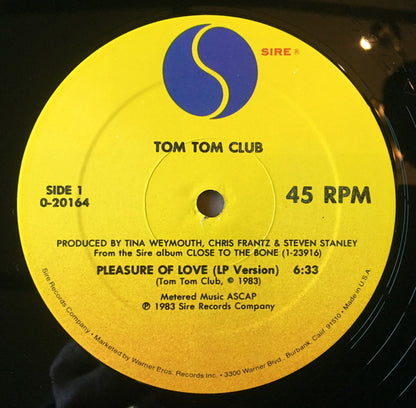 SIRE ®
TOM TOM CLUB
SIDE 1
0-20164
45 RPM
PRODUCED BY TINA WEYMOUTH, CHRIS FRANTZ & STEVEN STANLEY
From the Sire album CLOSE TO THE BONE (1-23916)
PLEASURE OF LOVE (LP Version) 6:33
(Tom Tom Club, © 1983)
Metered Music ASCAP
℗ 1983 Sire Records Company
Sire Records Company • Marketed by Warner Bros. Records Inc. • 3300 Warner Blvd., Burbank, Calif. 91510 • Made in U.S.A.